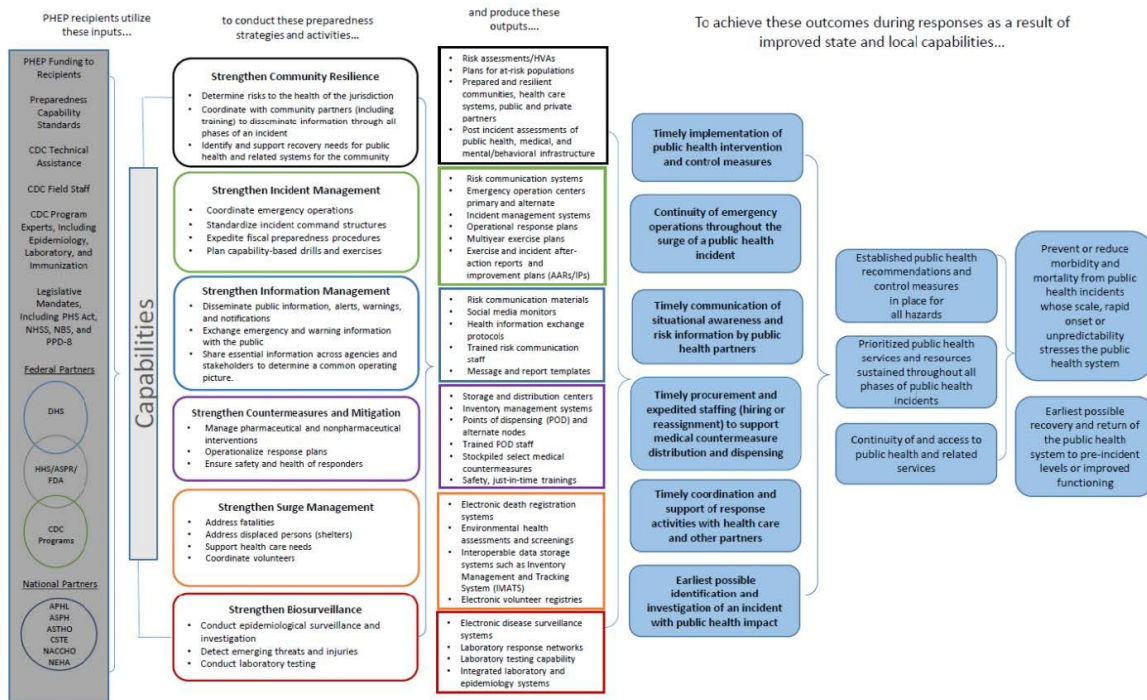 PHEP recipients utilize
these inputs...
to conduct these preparedness
strategies and activities...
and produce these
outputs....
To achieve these outcomes during responses as a result of
improved state and local capabilities...
PHEP Funding to
Recipients
Preparedness
Capability
Standards
CDC Technical
Assistance
CDC Field Staff
CDC Program
Experts, Including
Epidemiology,
Laboratory, and
Immunization
Legislative
Mandates,
Including PHS Act,
NHSS, NBS, and
PPD-8
Federal Partners
DHS
HHS/ASPR/
FDA
CDC
Programs
National Partners
APHL
ASPH
ASTHO
CSTE
NACCHO
NEHA
Capabilities
Strengthen Community Resilience
• Determine risks to the health of the jurisdiction
• Coordinate with community partners (including
training) to disseminate information through all
phases of an incident
• Identify and support recovery needs for public
health and related systems for the community
Strengthen Incident Management
• Coordinate emergency operations
• Standardize incident command structures
• Expedite fiscal preparedness procedures
• Plan capability-based drills and exercises
Strengthen Information Management
• Disseminate public information, alerts, warnings,
and notifications
• Exchange emergency and warning information
with the public
• Share essential information across agencies and
stakeholders to determine a common operating
picture.
Strengthen Countermeasures and Mitigation
• Manage pharmaceutical and nonpharmaceutical
interventions
• Operationalize response plans
• Ensure safety and health of responders
Strengthen Surge Management
• Address fatalities
• Address displaced persons (shelters)
• Support health care needs
• Coordinate volunteers
Strengthen Biosurveillance
• Conduct epidemiological surveillance and
investigation
• Detect emerging threats and injuries
• Conduct laboratory testing
• Risk assessments/HVAs
• Plans for at-risk populations
• Prepared and resilient
communities, health care
systems, public and private
partners
• Post incident assessments of
public health, medical, and
mental/behavioral infrastructure
• Risk communication systems
• Emergency operation centers
primary and alternate
• Incident management systems
• Operational response plans
• Multiyear exercise plans
• Exercise and incident after-
action reports and
improvement plans (AARs/IPs)
• Risk communication materials
• Social media monitors
• Health information exchange
protocols
• Trained risk communication
staff
• Message and report templates
• Storage and distribution centers
• Inventory management systems
• Points of dispensing (POD) and
alternate nodes
• Trained POD staff
• Stockpiled select medical
countermeasures
• Safety, just-in-time trainings
• Electronic death registration
systems
• Environmental health
assessments and screenings
• Interoperable data storage
systems such as Inventory
Management and Tracking
System (IMATS)
• Electronic volunteer registries
• Electronic disease surveillance
systems
• Laboratory response networks
• Laboratory testing capability
• Integrated laboratory and
epidemiology systems
Timely implementation of
public health intervention
and control measures
Continuity of emergency
operations throughout the
surge of a public health
incident
Timely communication of
situational awareness and
risk information by public
health partners
Timely procurement and
expedited staffing (hiring or
reassignment) to support
medical countermeasure
distribution and dispensing
Timely coordination and
support of response
activities with health care
and other partners
Earliest possible
identification and
investigation of an incident
with public health impact
Established public health
recommendations and
control measures
in place for
all hazards
Prioritized public health
services and resources
sustained throughout all
phases of public health
incidents
Continuity of and access to
public health and related
services
Prevent or reduce
morbidity and
mortality from public
health incidents
whose scale, rapid
onset or
unpredictability
stresses the public
health system
Earliest possible
recovery and return of
the public health
system to pre-incident
levels or improved
functioning